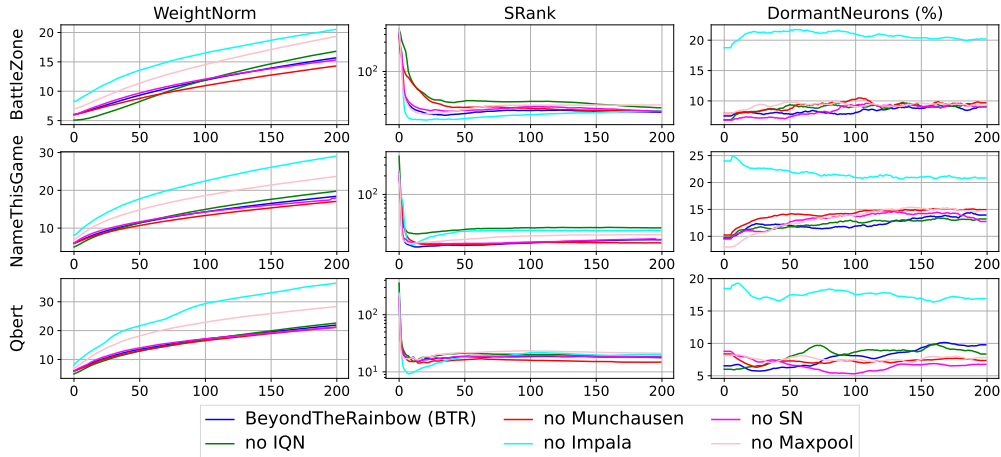 WeightNorm SRank DormantNeurons (%)
BattleZone
20
15
10
5
0 50 100 150 200
10²
0 50 100 150 200
20
15
10
0 50 100 150 200
NameThisGame
30
20
10
0 50 100 150 200
10²
0 50 100 150 200
25
20
15
10
0 50 100 150 200
Qbert
30
20
10
0 50 100 150 200
10²
10¹
0 50 100 150 200
20
15
10
5
0 50 100 150 200
BeyondTheRainbow (BTR) no Munchausen no SN
no IQN no Impala no Maxpool